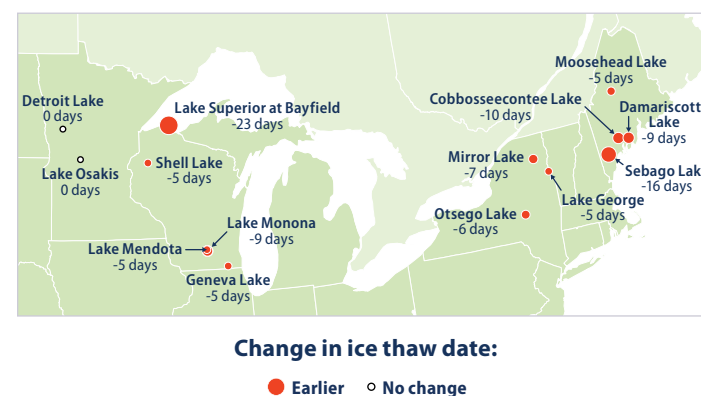 Detroit Lake
0 days
Lake Osakis
0 days
Lake Superior at Bayfield
-23 days
Shell Lake
-5 days
Lake Monona
-9 days
Lake Mendota
-5 days
Geneva Lake
-5 days
Moosehead Lake
-5 days
Cobbosseecontee Lake
-10 days
Damariscott
Lake
-9 days
Mirror Lake
-7 days
Sebago Lak
-16 days
Lake George
-5 days
Otsego Lake
-6 days
Change in ice thaw date:
Earlier No change